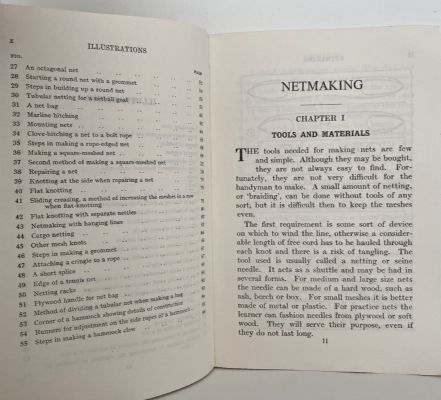 x
ILLUSTRATIONS
FIG. PAGE
27 An octagonal net
28 Starting a round net with a grommet
29 Steps in building up a round net
30 Tubular netting for a netball goal
31 A net bag
32 Marline hitching
33 Mounting nets
34 Clove-hitching a net to a bolt rope
35 Steps in making a rope-edged net
36 Making a square-meshed net
37 Second method of making a square-meshed net
38 Repairing a net
39 Knotting at the side when repairing a net
40 Flat knotting
41 Sliding creasing, a method of increasing the meshes in a row
when flat-knotting
42 Flat knotting with separate nettles
43 Netmaking with hanging lines
44 Cargo netting
45 Other mesh knots
46 Steps in making a grommet
47 Attaching a cringle to a rope
48 A short splice
49 Edge of a tennis net
50 Netting racks
51 Plywood handle for net bag
52 Method of dividing a tubular net when making a bag
53 Corner of a hammock showing details of construction
54 Runners for adjustment on the side ropes of a hammock
55 Steps in making a hammock clew
NETMAKING
CHAPTER I
TOOLS AND MATERIALS
THE tools needed for making nets are few
and simple. Although they may be bought,
they are not always easy to find. For-
tunately, they are not very difficult for the
handyman to make. A small amount of netting,
or 'braiding', can be done without tools of any
sort, but it is difficult then to keep the meshes
even.
The first requirement is some sort of device
on which to wind the twine, otherwise a consider-
able length of free cord has to be hauled through
each knot and there is a risk of tangling. The
tool used is usually called a netting or seine
needle. It acts as a shuttle and may be had in
several forms. For medium and large size nets
the needle can be made of a hard wood, such as
ash, beech or box. For small meshes it is better
made of metal or plastic. For practice nets the
learner can fashion needles from plywood or soft
wood. They will serve their purpose, even if
they do not last long.
11